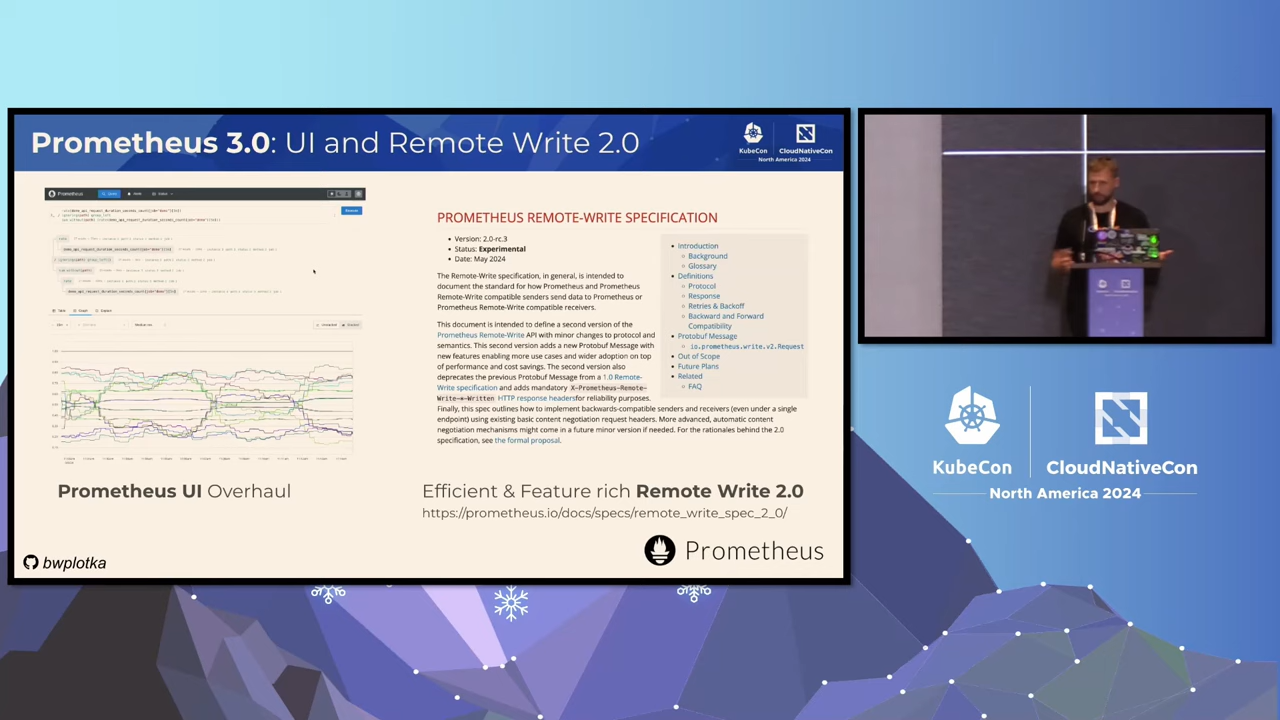 Prometheus 3.0: UI and Remote Write 2.0
KubeCon
CloudNativeCon
North America 2024
Prometheus
PROMETHEUS REMOTE-WRITE SPECIFICATION
Version: 2.0-rc.3
Status: Experimental
Date: May 2024
The Remote-Write specification, in general, is intended to
document the standard for how Prometheus and Prometheus
Remote-Write compatible senders send data to Prometheus or
Prometheus Remote-Write compatible receivers.
This document is intended to define a second version of the
Prometheus Remote-Write API with minor changes to protocol and
semantics. This second version adds a new Protobuf Message with
new features enabling more use cases and wider adoption on top
of performance and cost savings. The second version also
deprecates the previous Protobuf Message from a 1.0 Remote-
Write specification and adds mandatory X-Prometheus-Remote-
Write-*-Written HTTP response headersfor reliability purposes.
Finally, this spec outlines how to implement backwards-compatible senders and receivers (even under a single
endpoint) using existing basic content negotiation request headers. More advanced, automatic content
negotiation mechanisms might come in a future minor version if needed. For the rationales behind the 2.0
specification, see the formal proposal.
Introduction
Background
Glossary
Definitions
Protocol
Response
Retries & Backoff
Backward and Forward
Compatibility
Protobuf Message
io.prometheus.write.v2.Request
Out of Scope
Future Plans
Related
FAQ
Prometheus UI Overhaul
Efficient & Feature rich Remote Write 2.0
https://prometheus.io/docs/specs/remote_write_spec_2_0/
bwplotka
Prometheus
KubeCon
CloudNativeCon
North America 2024